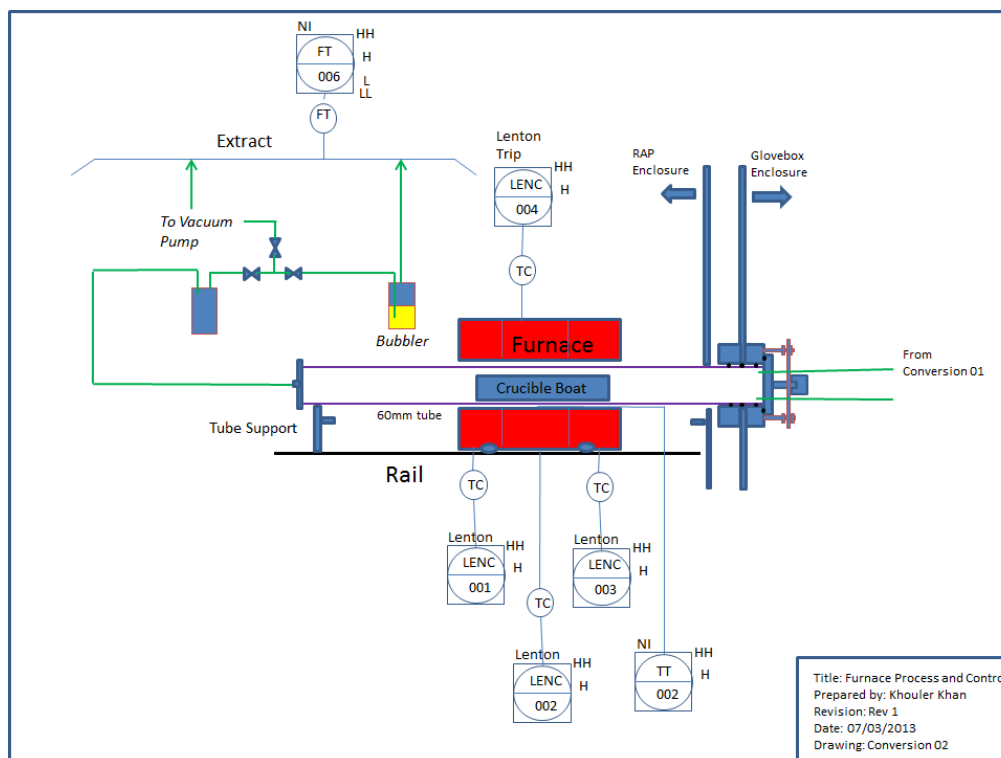 NI
HH
FT
H
006
L
LL
FT
Extract
Lenton
Trip
HH
LENC
H
004
RAP
Enclosure
Glovebox
Enclosure
To Vacuum
Pump
TC
Bubbler
Furnace
From
Conversion 01
Crucible Boat
60mm tube
Tube Support
Rail
TC
TC
Lenton
HH
LENC
H
001
Lenton
HH
LENC
H
003
TC
Lenton
HH
LENC
H
002
NI
HH
TT
H
002
Title: Furnace Process and Contro
Prepared by: Khouler Khan
Revision: Rev 1
Date: 07/03/2013
Drawing: Conversion 02